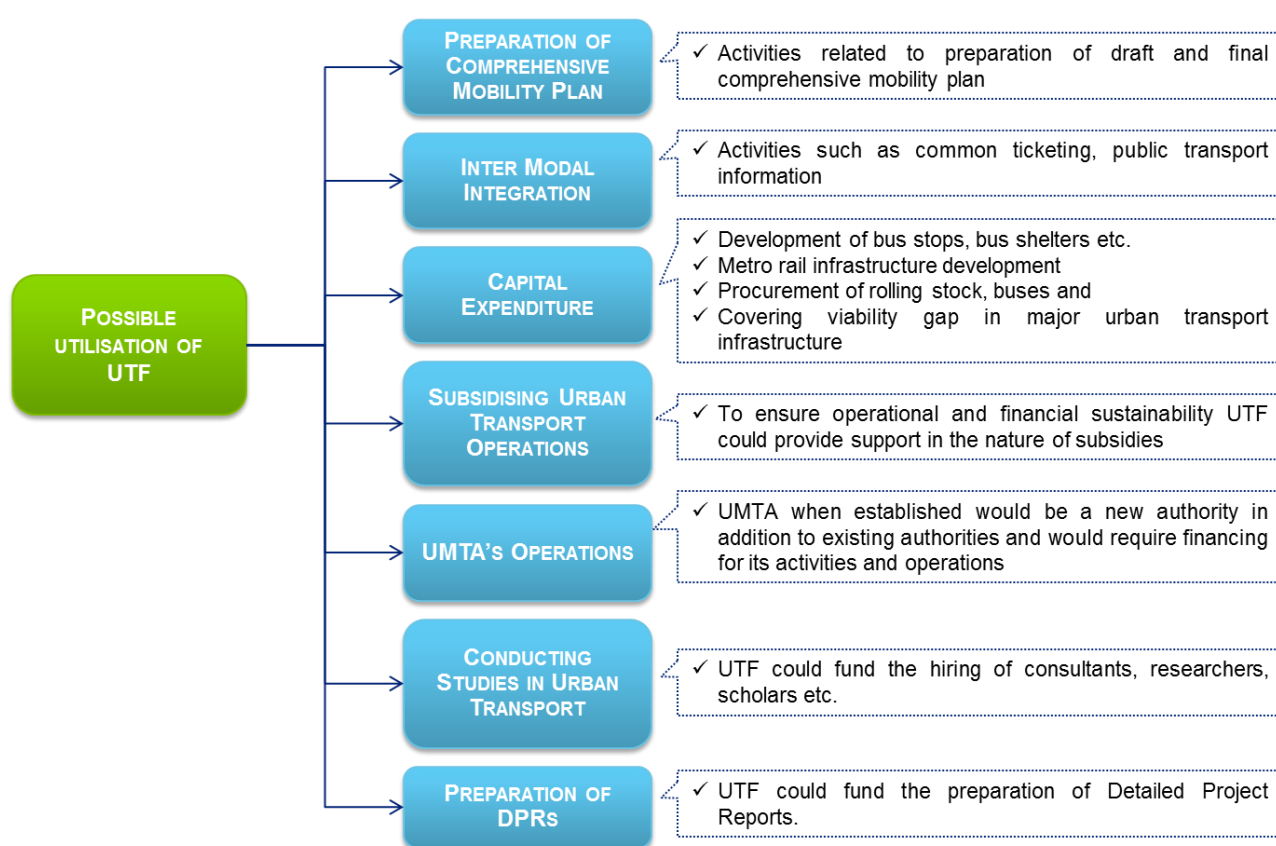 POSSIBLE
UTILISATION OF
UTF
PREPARATION OF
COMPREHENSIVE
MOBILITY PLAN
✓ Activities related to preparation of draft and final
comprehensive mobility plan
INTER MODAL
INTEGRATION
✓ Activities such as common ticketing, public transport
information
CAPITAL
EXPENDITURE
✓ Development of bus stops, bus shelters etc.
✓ Metro rail infrastructure development
✓ Procurement of rolling stock, buses and
✓ Covering viability gap in major urban transport
infrastructure
SUBSIDISING URBAN
TRANSPORT
OPERATIONS
✓ To ensure operational and financial sustainability UTF
could provide support in the nature of subsidies
UMTA'S OPERATIONS
✓ UMTA when established would be a new authority in
addition to existing authorities and would require financing
for its activities and operations
CONDUCTING
STUDIES IN URBAN
TRANSPORT
✓ UTF could fund the hiring of consultants, researchers,
scholars etc.
PREPARATION OF
DPRS
✓ UTF could fund the preparation of Detailed Project
Reports.